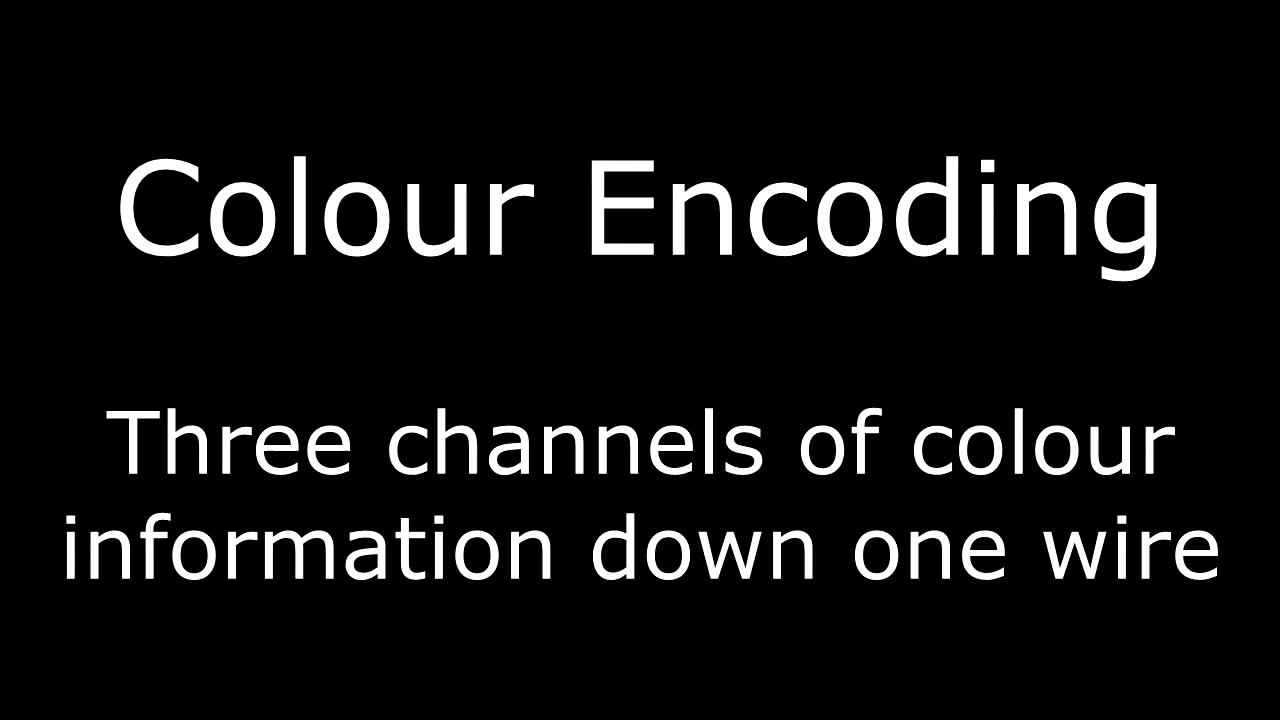 Colour Encoding
Three channels of colour
information down one wire